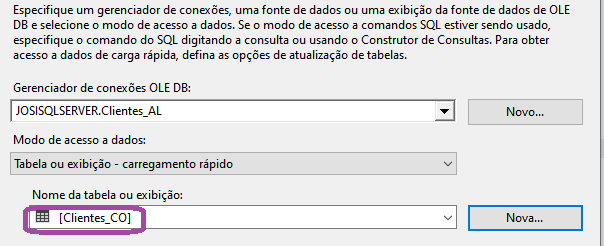 Especifique um gerenciador de conexões, uma fonte de dados ou uma exibição da fonte de dados de OLE
DB e selecione o modo de acesso a dados. Se o modo de acesso a comandos SQL estiver sendo usado,
especifique o comando do SQL digitando a consulta ou usando o Construtor de Consultas. Para obter
acesso a dados de carga rápida, defina as opções de atualização de tabelas.
Gerenciador de conexões OLE DB:
JOSISQLSERVER.Clientes_AL
Novo...
Modo de acesso a dados:
Tabela ou exibição - carregamento rápido
Nome da tabela ou exibição:
[Clientes_CO]
Nova...